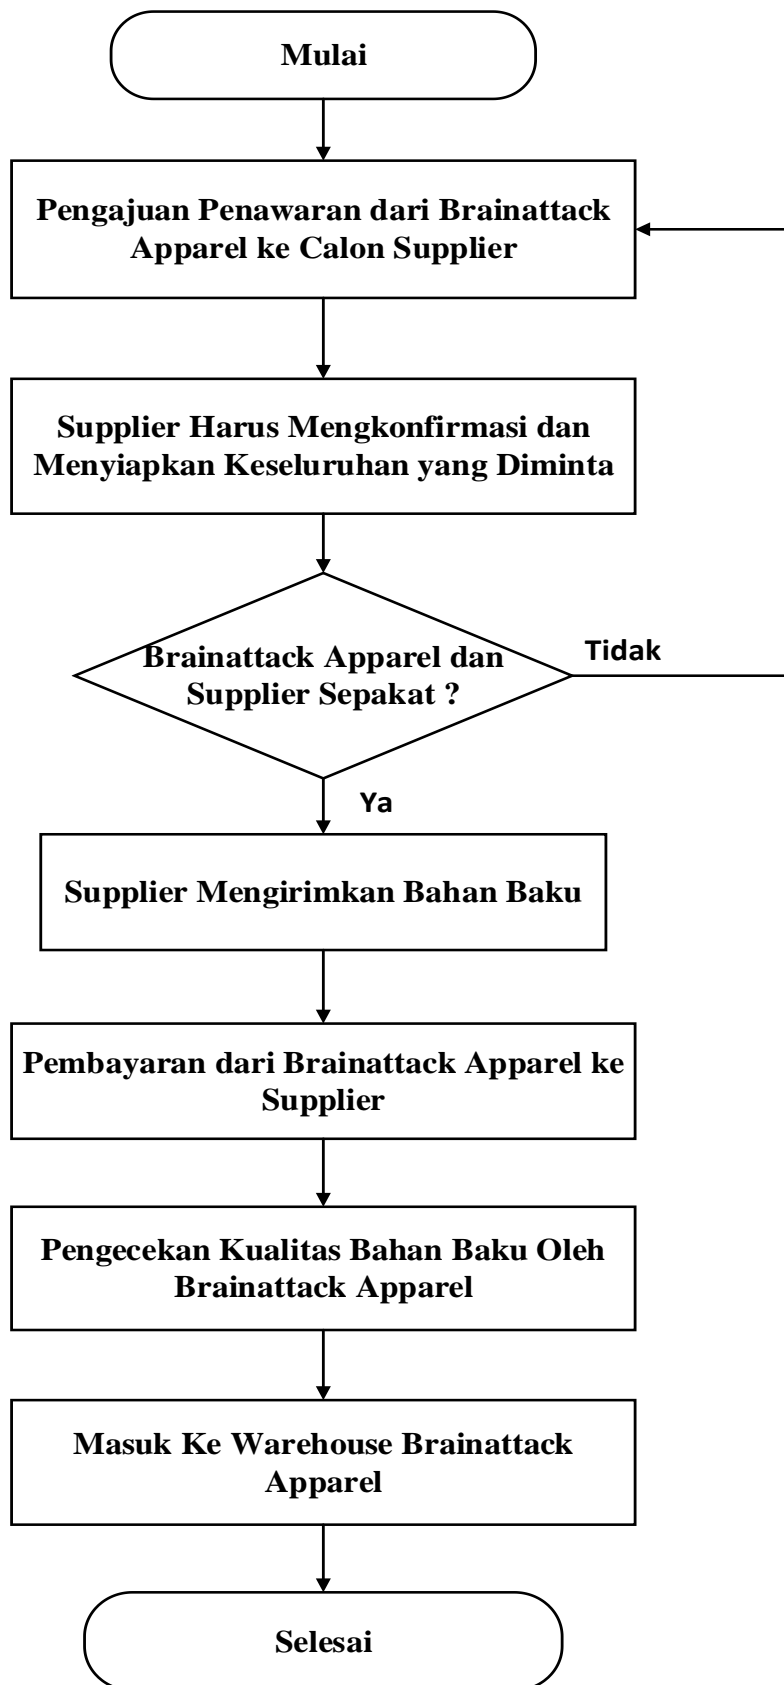 Mulai
Pengajuan Penawaran dari Brainattack
Apparel ke Calon Supplier
Supplier Harus Mengkonfirmasi dan
Menyiapkan Keseluruhan yang Diminta
Brainattack Apparel dan
Supplier Sepakat ?
Tidak
Ya
Supplier Mengirimkan Bahan Baku
Pembayaran dari Brainattack Apparel ke
Supplier
Pengecekan Kualitas Bahan Baku Oleh
Brainattack Apparel
Masuk Ke Warehouse Brainattack
Apparel
Selesai